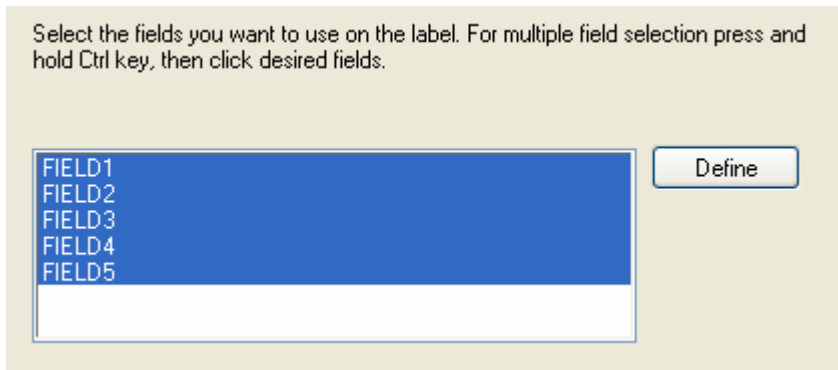 Select the fields you want to use on the label. For multiple field selection press and
hold Ctrl key, then click desired fields.
FIELD1
Define
FIELD2
FIELD3
FIELD4
FIELD5